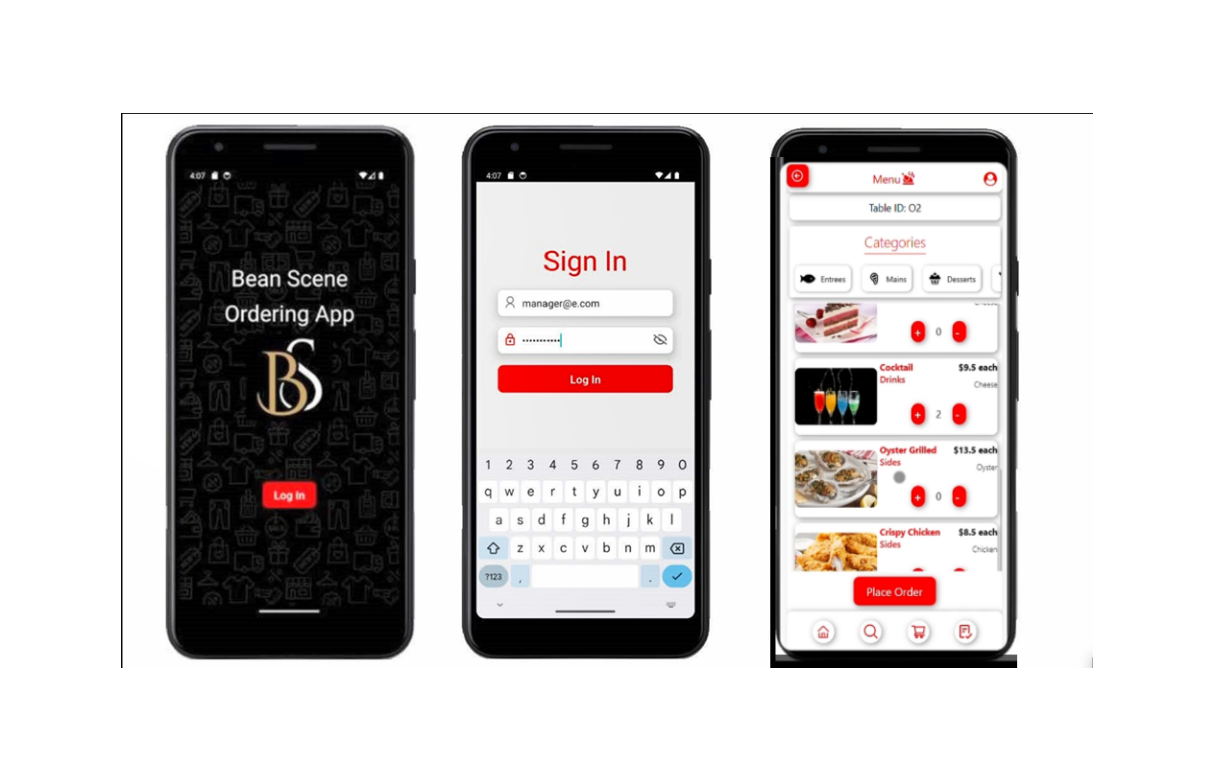 4:07
Bean Scene
Ordering App
BS
Log In
4:07
Sign In
manager@e.com
Log In
1 2 3 4 5 6 7 8 9 0
q w e r t y u i o p
a s d f g h j k l
z x c v b n m
?123 , .
Menu
Table ID: O2
Categories
Entrees Mains Desserts
+ 0 -
Cocktail $9.5 each
Drinks Cheese
+ 2 -
Oyster Grilled $13.5 each
Sides Oyster
+ 0 -
Crispy Chicken $8.5 each
Sides Chicken
Place Order